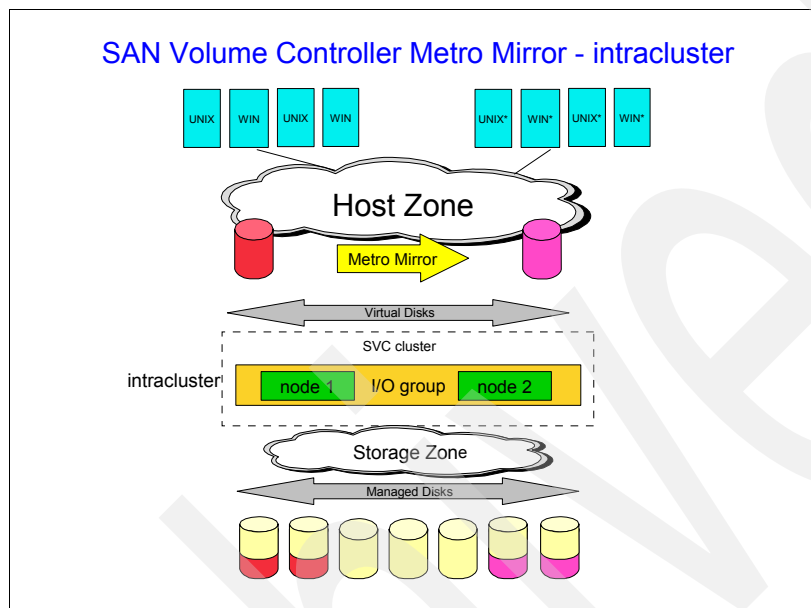 SAN Volume Controller Metro Mirror - intracluster
UNIX WIN UNIX WIN UNIX* WIN* UNIX* WIN*
Host Zone
Metro Mirror
Virtual Disks
SVC cluster
intracluster
node 1 I/O group node 2
Storage Zone
Managed Disks